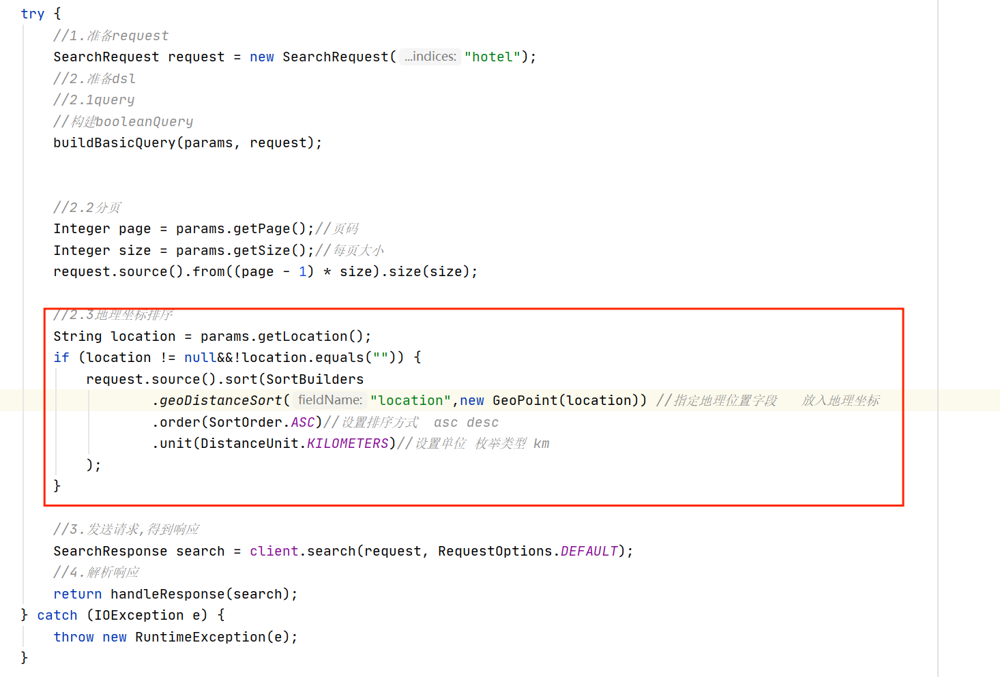 try {
//1.准备request
SearchRequest request = new SearchRequest( ...indices: "hotel");
//2.准备dsl
//2.1query
//构建booleanQuery
buildBasicQuery(params, request);
//2.2分页
Integer page = params.getPage();//页码
Integer size = params.getSize();//每页大小
request.source().from((page - 1) * size).size(size);
//2.3地理坐标排序
String location = params.getLocation();
if (location != null&&!location.equals("")) {
request.source().sort(SortBuilders
.geoDistanceSort( fieldName: "location",new GeoPoint(location)) //指定地理位置字段 放入地理坐标
.order(SortOrder.ASC)//设置排序方式 asc desc
.unit(DistanceUnit.KILOMETERS)//设置单位 枚举类型 km
);
}
//3.发送请求,得到响应
SearchResponse search = client.search(request, RequestOptions.DEFAULT);
//4.解析响应
return handleResponse(search);
} catch (IOException e) {
throw new RuntimeException(e);
}